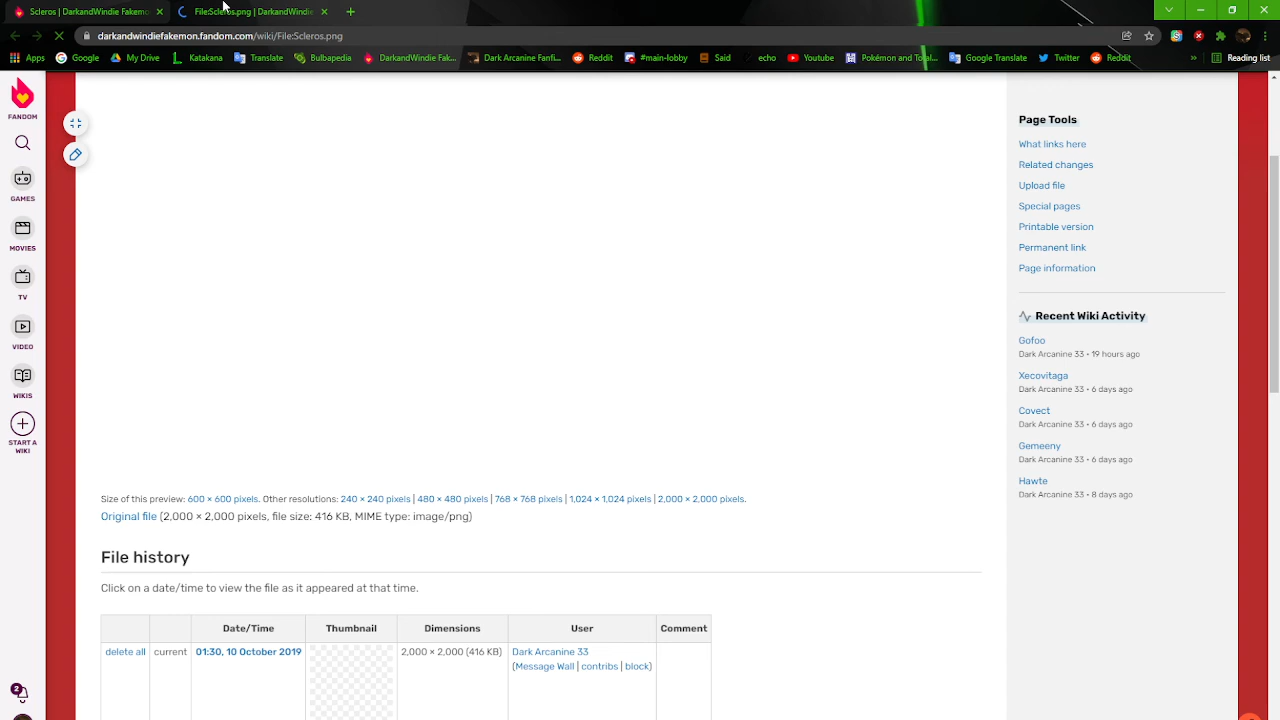 Scleros | DarkandWindie Fakemo
FileScleros.png | DarkandWindie
darkandwindiefakemon.fandom.com/wiki/FileScleros.png
Apps
Google
My Drive
Katakana
Translate
Bulbapedia
DarkandWindie Fak...
Dark Arcanine Fanfi...
Reddit
#main-lobby
Said
echo
Youtube
Pokémon and Total...
Google Translate
Twitter
Reddit
»
Reading list
FANDOM
GAMES
MOVIES
TV
VIDEO
WIKIS
START A
WIKI
2
Size of this preview: 600 × 600 pixels. Other resolutions: 240 × 240 pixels | 480 × 480 pixels | 768 × 768 pixels | 1,024 × 1,024 pixels | 2,000 × 2,000 pixels.
Original file (2,000 × 2,000 pixels, file size: 416 KB, MIME type: image/png)
File history
Click on a date/time to view the file as it appeared at that time.
Date/Time Thumbnail Dimensions User Comment
delete all current 01:30, 10 October 2019 2,000 × 2,000 (416 KB) Dark Arcanine 33
(Message Wall | contribs | block)
Page Tools
What links here
Related changes
Upload file
Special pages
Printable version
Permanent link
Page information
Recent Wiki Activity
Gofoo
Dark Arcanine 33 • 19 hours ago
Xecovitaga
Dark Arcanine 33 • 6 days ago
Covect
Dark Arcanine 33 • 6 days ago
Gemeeny
Dark Arcanine 33 • 6 days ago
Hawte
Dark Arcanine 33 • 8 days ago